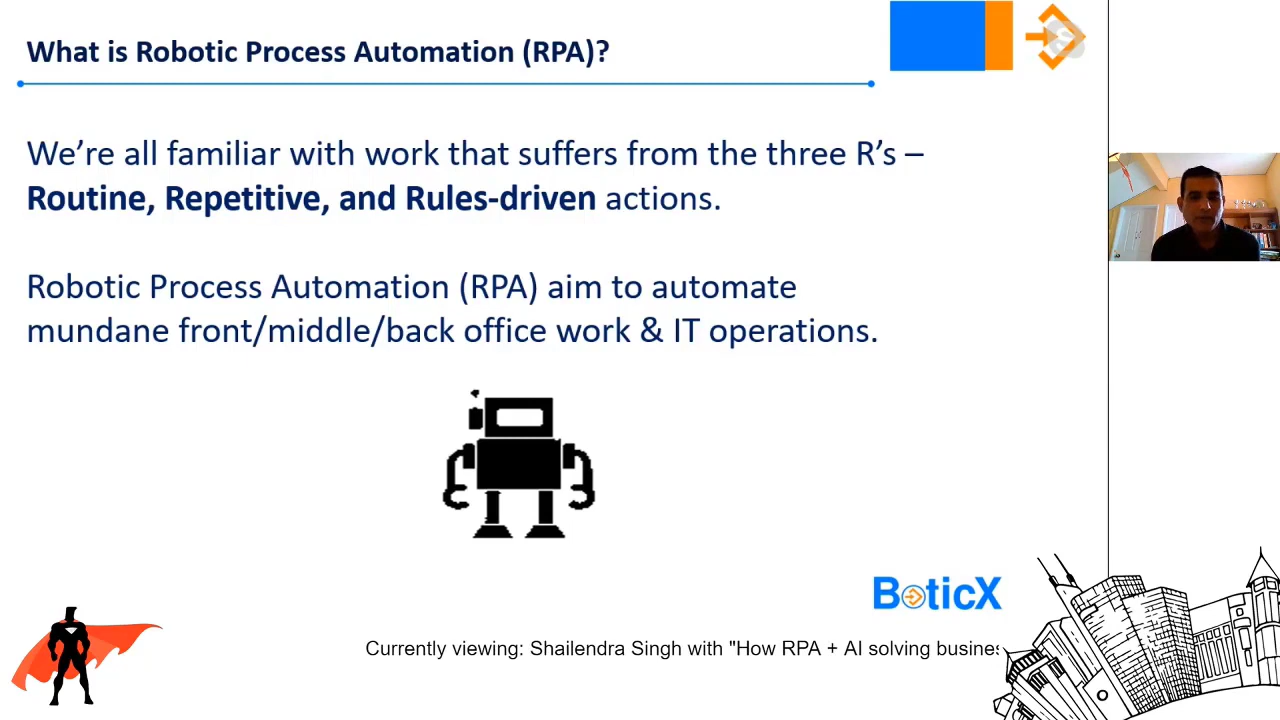 What is Robotic Process Automation (RPA)?
We’re all familiar with work that suffers from the three R’s –
Routine, Repetitive, and Rules-driven actions.
Robotic Process Automation (RPA) aim to automate
mundane front/middle/back office work & IT operations.
BoticX
Currently viewing: Shailendra Singh with "How RPA + AI solving busines